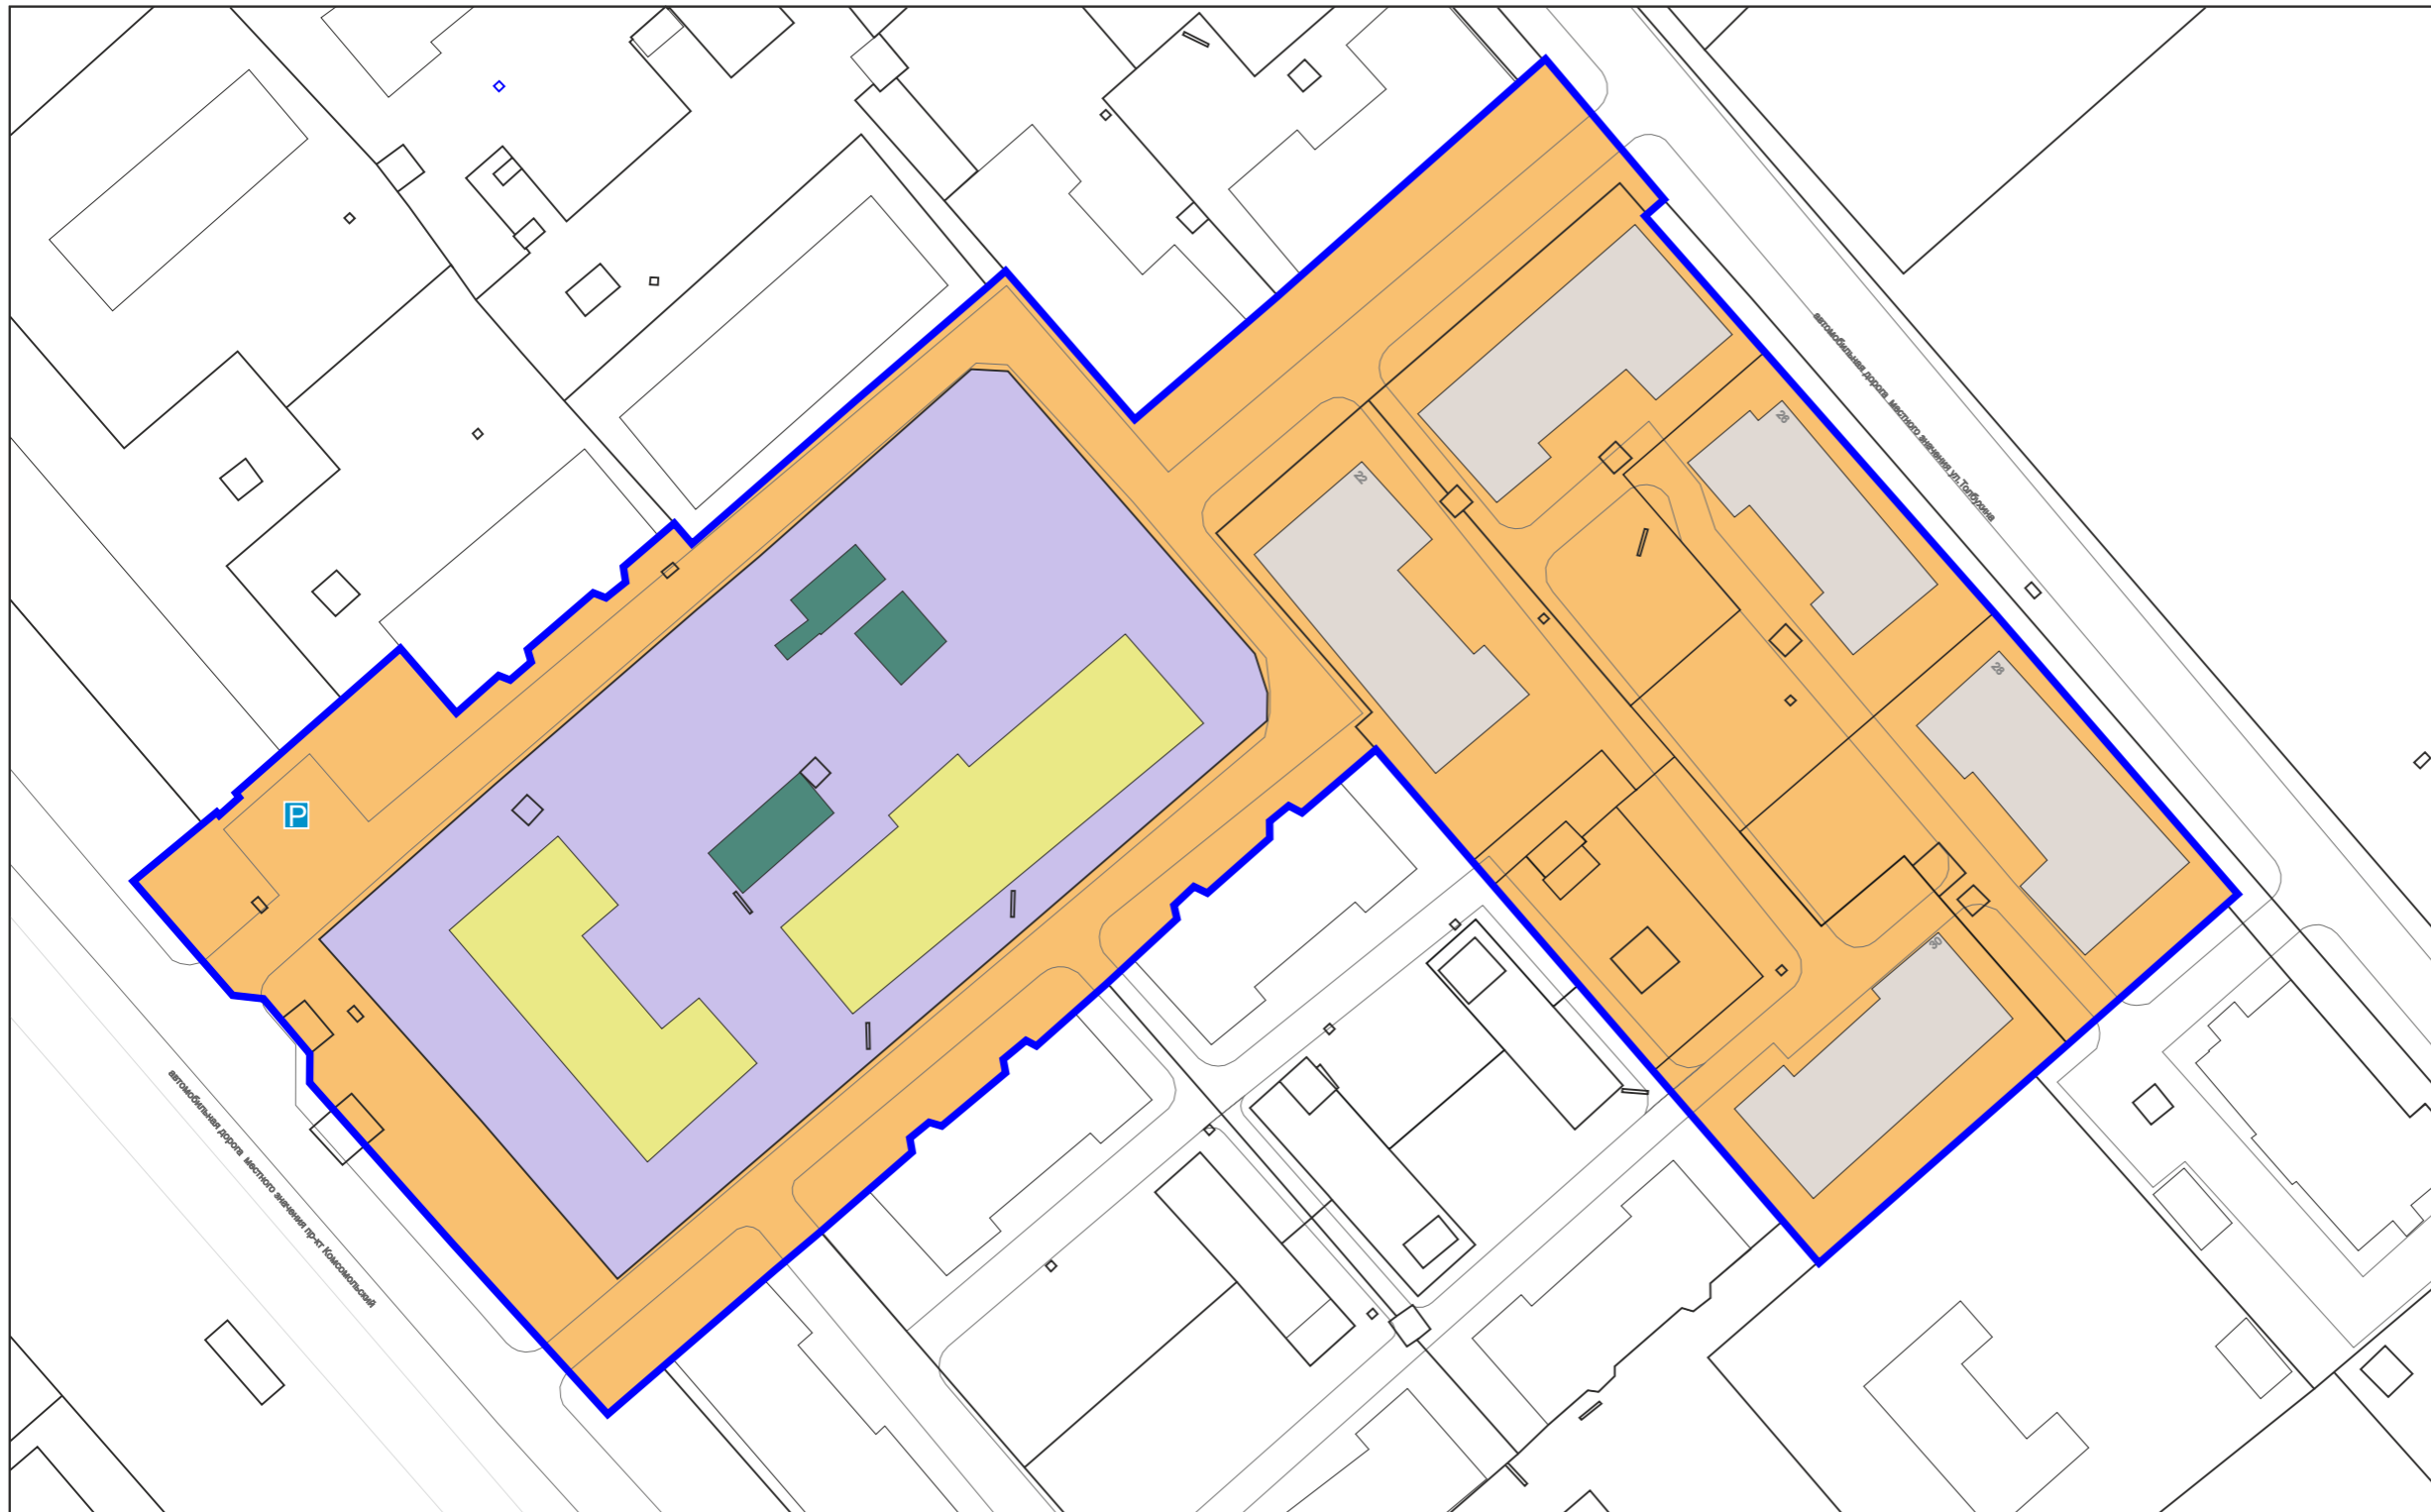 автомобильная дорога местного значения ул.Толбухина
26
22
28
P
30
автомобильная дорога местного значения пр-кт Комсомольский